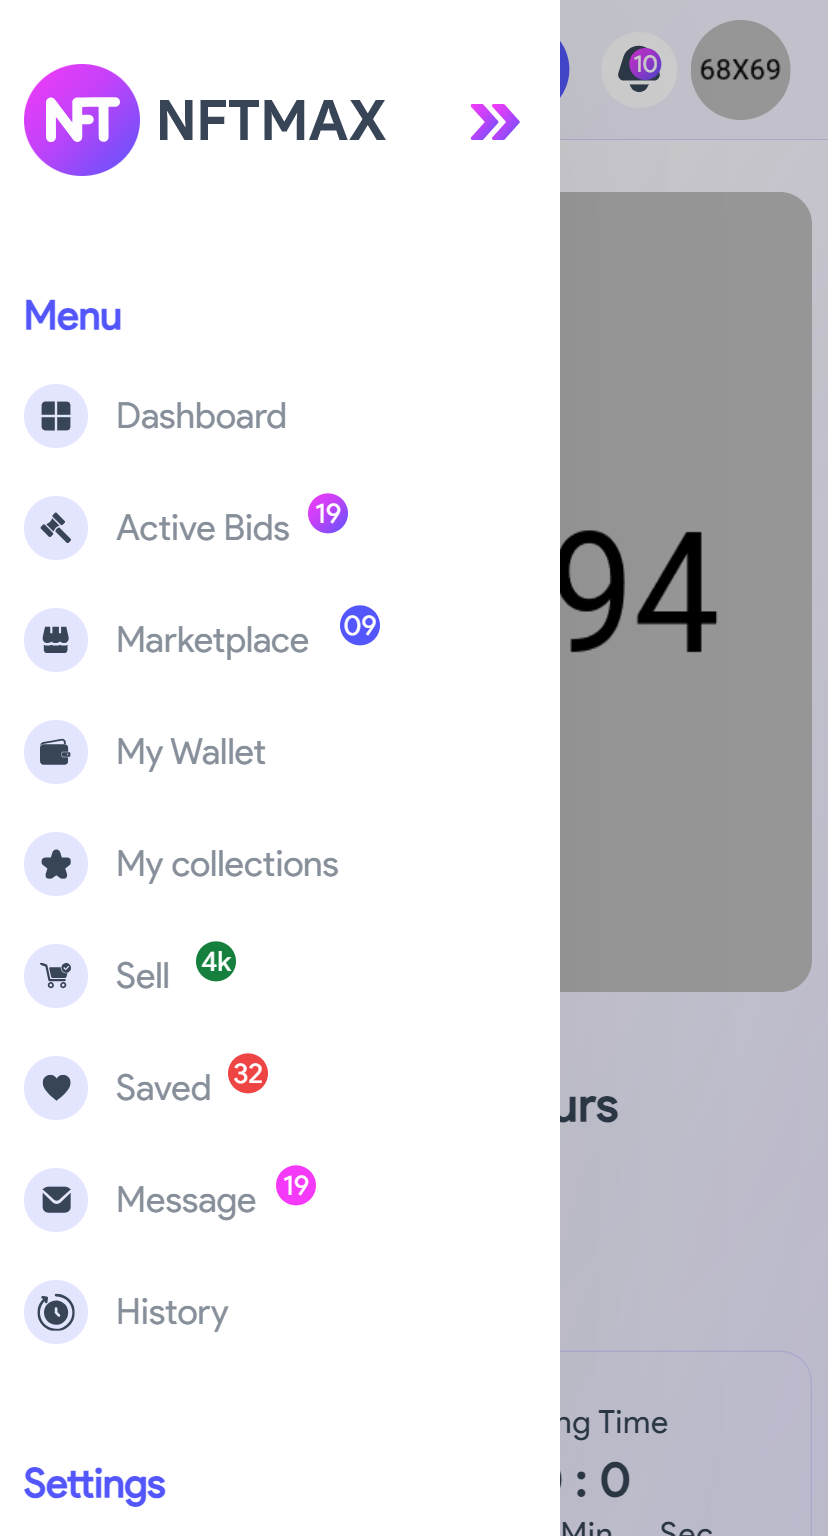 NFT NFTMAX
10
68X69
Menu
Dashboard
Active Bids 19
Marketplace 09
My Wallet
My collections
Sell 4k
Saved 32
Message 19
History
Settings
94
urs
ng Time
: 0
Min Sec